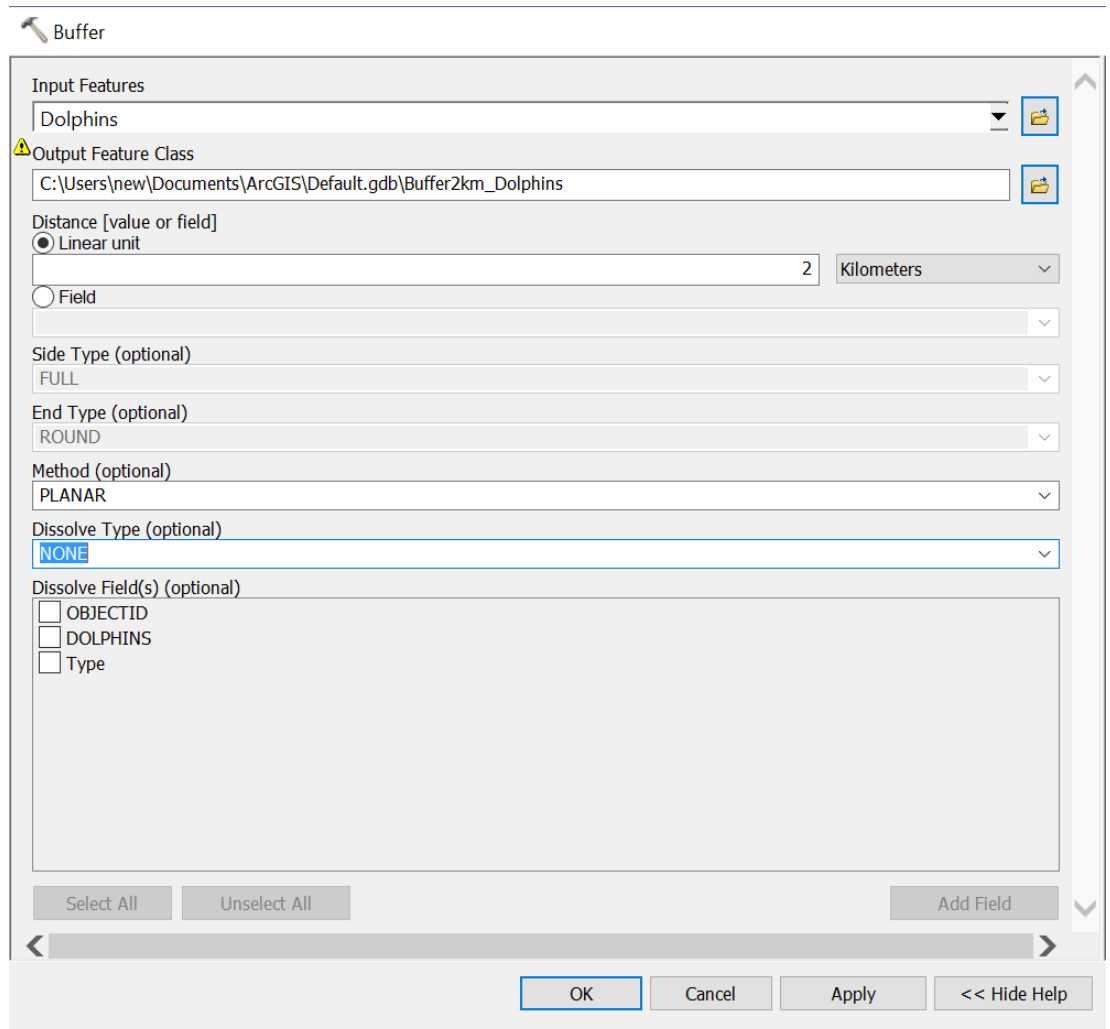 Buffer
Input Features
Dolphins
Output Feature Class
C:\Users\new\Documents\ArcGIS\Default.gdb\Buffer2km_Dolphins
Distance [value or field]
Linear unit
2 Kilometers
Field
Side Type (optional)
FULL
End Type (optional)
ROUND
Method (optional)
PLANAR
Dissolve Type (optional)
NONE
Dissolve Field(s) (optional)
OBJECTID
DOLPHINS
Type
Select All Unselect All Add Field
OK Cancel Apply << Hide Help